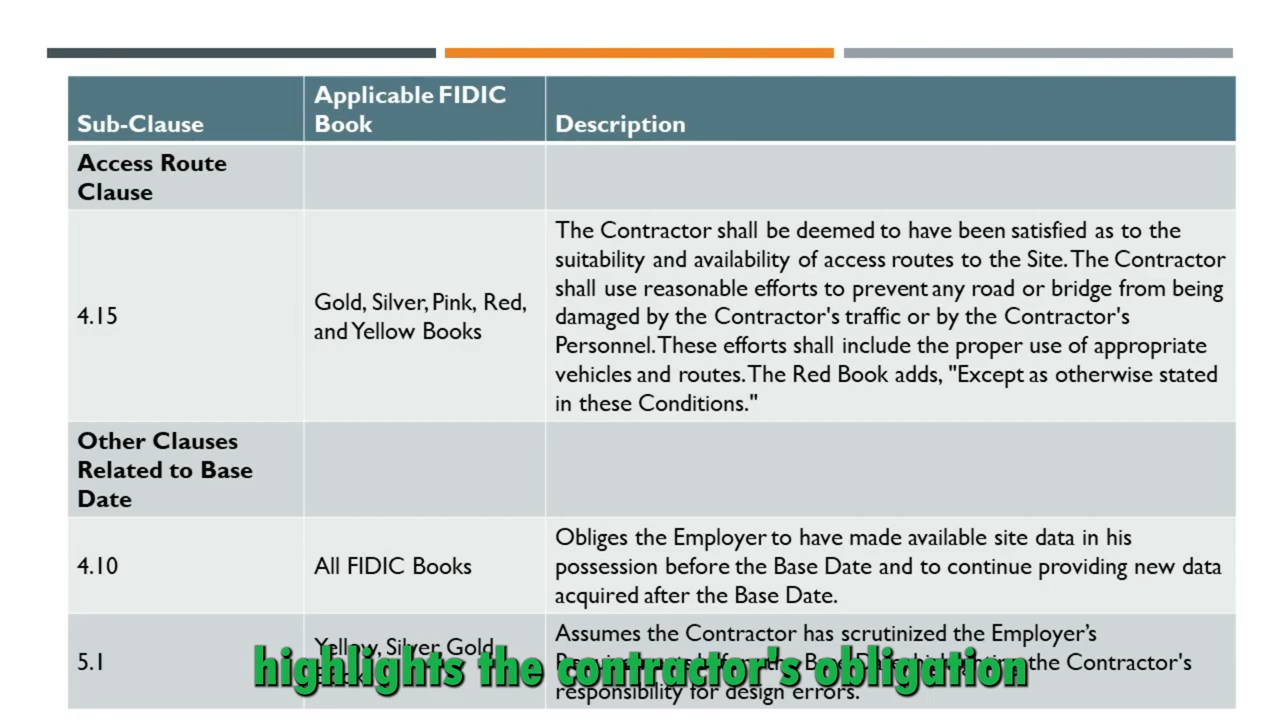 Sub-Clause
Applicable FIDIC
Book
Description
Access Route
Clause
4.15
Gold, Silver, Pink, Red,
and Yellow Books
The Contractor shall be deemed to have been satisfied as to the
suitability and availability of access routes to the Site. The Contractor
shall use reasonable efforts to prevent any road or bridge from being
damaged by the Contractor's traffic or by the Contractor's
Personnel. These efforts shall include the proper use of appropriate
vehicles and routes. The Red Book adds, "Except as otherwise stated
in these Conditions."
Other Clauses
Related to Base
Date
4.10
All FIDIC Books
Obliges the Employer to have made available site data in his
possession before the Base Date and to continue providing new data
acquired after the Base Date.
5.1
Yellow, Silver, Gold
Assumes the Contractor has scrutinized the Employer’s
the Contractor's
responsibility for design errors.
highlights the contractor's obligation